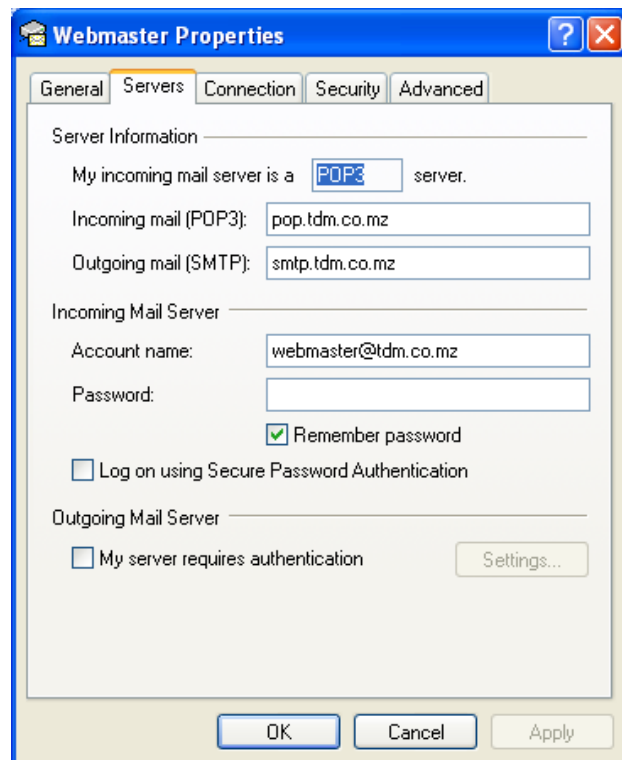 Webmaster Properties
General Servers Connection Security Advanced
Server Information
My incoming mail server is a POP3 server.
Incoming mail (POP3): pop.tdm.co.mz
Outgoing mail (SMTP): smtp.tdm.co.mz
Incoming Mail Server
Account name: webmaster@tdm.co.mz
Password:
Remember password
Log on using Secure Password Authentication
Outgoing Mail Server
My server requires authentication Settings...
OK Cancel Apply